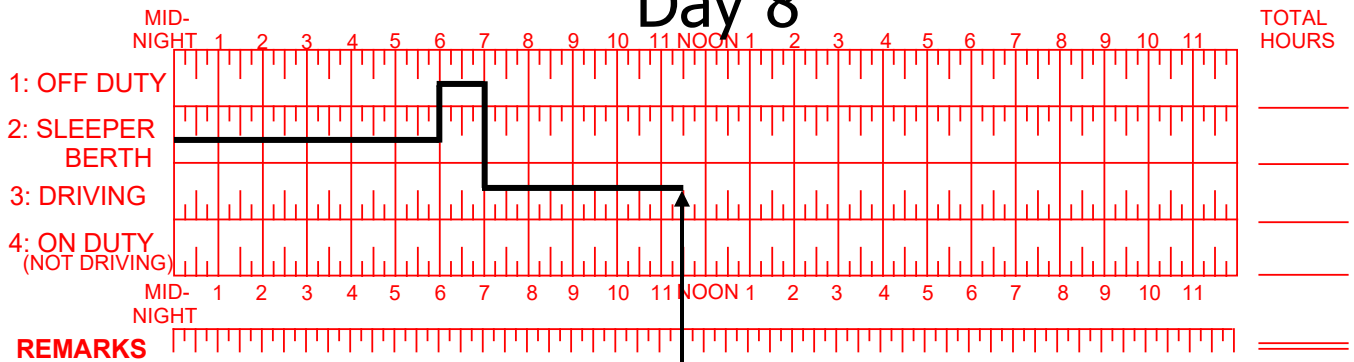 Day 8
MID-
NIGHT 1 2 3 4 5 6 7 8 9 10 11 NOON 1 2 3 4 5 6 7 8 9 10 11
TOTAL
HOURS
1: OFF DUTY
2: SLEEPER
BERTH
3: DRIVING
4: ON DUTY
(NOT DRIVING)
MID-
NIGHT 1 2 3 4 5 6 7 8 9 10 11 NOON 1 2 3 4 5 6 7 8 9 10 11
REMARKS